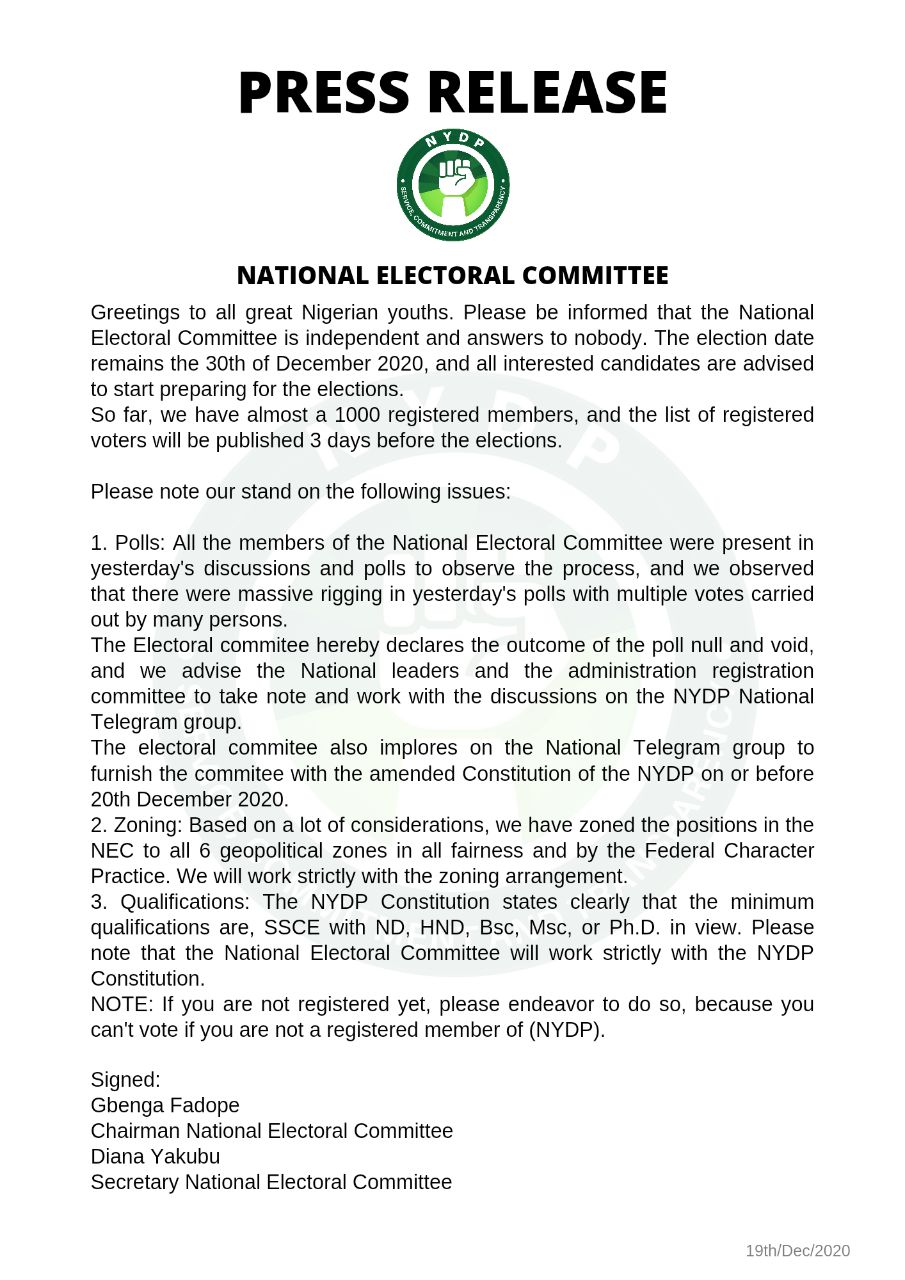 PRESS RELEASE
NYDP
SERVICE, COMMITMENT AND TRANSPARENCY
NATIONAL ELECTORAL COMMITTEE
Greetings to all great Nigerian youths. Please be informed that the National
Electoral Committee is independent and answers to nobody. The election date
remains the 30th of December 2020, and all interested candidates are advised
to start preparing for the elections.
So far, we have almost a 1000 registered members, and the list of registered
voters will be published 3 days before the elections.
Please note our stand on the following issues:
1. Polls: All the members of the National Electoral Committee were present in
yesterday's discussions and polls to observe the process, and we observed
that there were massive rigging in yesterday's polls with multiple votes carried
out by many persons.
The Electoral commitee hereby declares the outcome of the poll null and void,
and we advise the National leaders and the administration registration
committee to take note and work with the discussions on the NYDP National
Telegram group.
The electoral commitee also implores on the National Telegram group to
furnish the commitee with the amended Constitution of the NYDP on or before
20th December 2020.
2. Zoning: Based on a lot of considerations, we have zoned the positions in the
NEC to all 6 geopolitical zones in all fairness and by the Federal Character
Practice. We will work strictly with the zoning arrangement.
3. Qualifications: The NYDP Constitution states clearly that the minimum
qualifications are, SSCE with ND, HND, Bsc, Msc, or Ph.D. in view. Please
note that the National Electoral Committee will work strictly with the NYDP
Constitution.
NOTE: If you are not registered yet, please endeavor to do so, because you
can't vote if you are not a registered member of (NYDP).
Signed:
Gbenga Fadope
Chairman National Electoral Committee
Diana Yakubu
Secretary National Electoral Committee
19th/Dec/2020